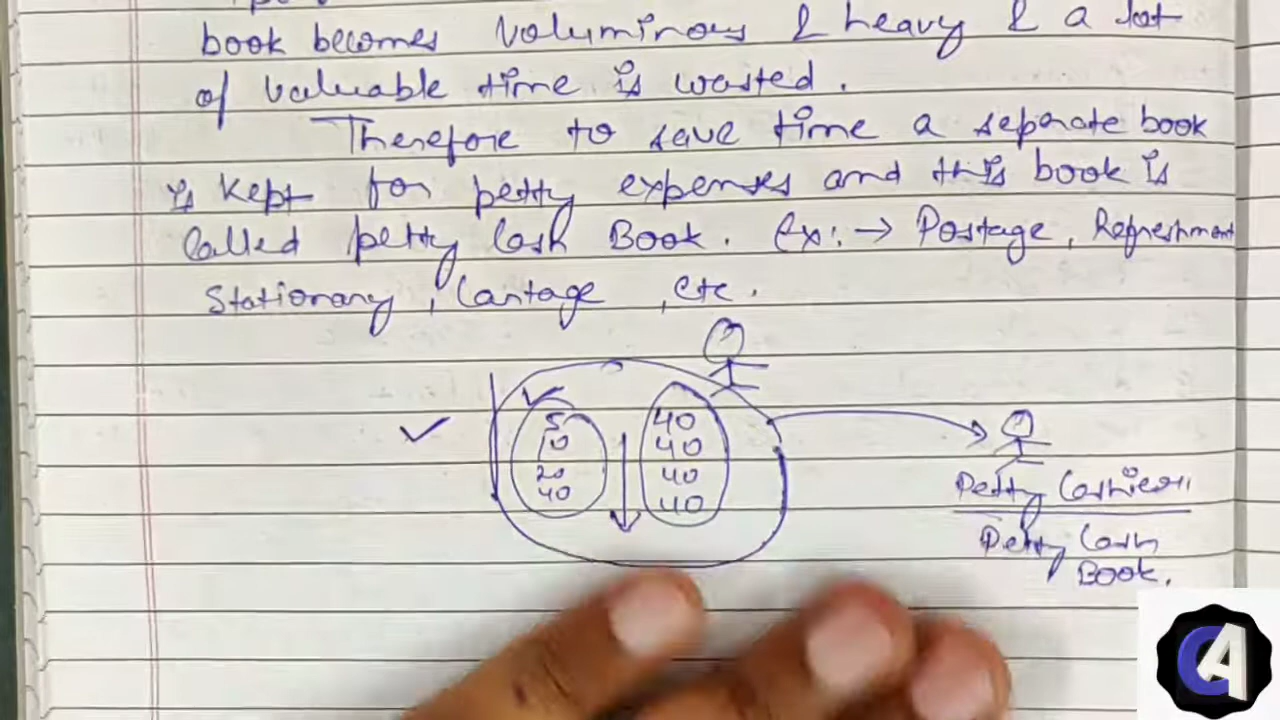 book becomes voluminous & heavy & a lot
of valuable time is wasted.
Therefore to save time a separate book
is kept for petty expenses and this book is
called petty Cash Book. Ex:→ Postage, Refreshment
Stationary, Cartage, etc.
5 40
10 40
20 40
40 40
Petty Cashier
Petty Cash
Book.
CA